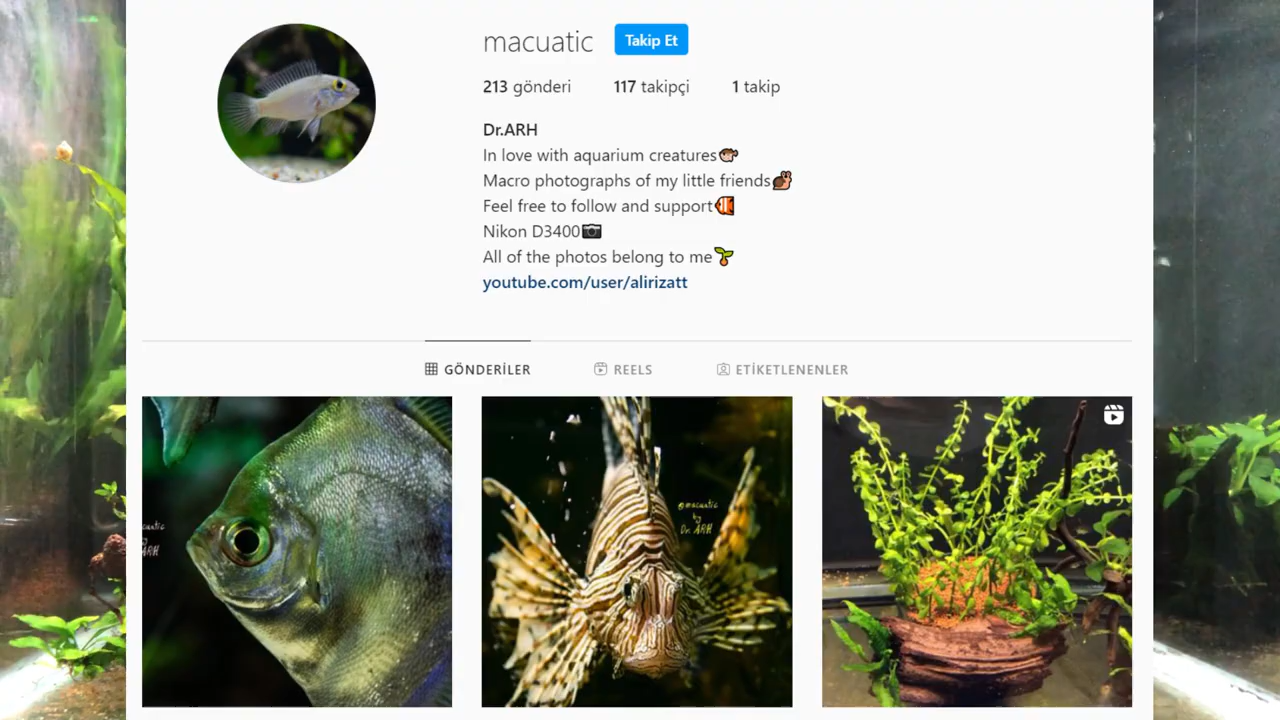 macuatic
Takip Et
213 gönderi 117 takipçi 1 takip
Dr.ARH
In love with aquarium creatures🐡
Macro photographs of my little friends🐌
Feel free to follow and support🐠
Nikon D3400📷
All of the photos belong to me🌱
youtube.com/user/alirizatt
GÖNDERİLER REELS ETİKETLENENLER
@macuatic
by
Dr. ARH
ARH